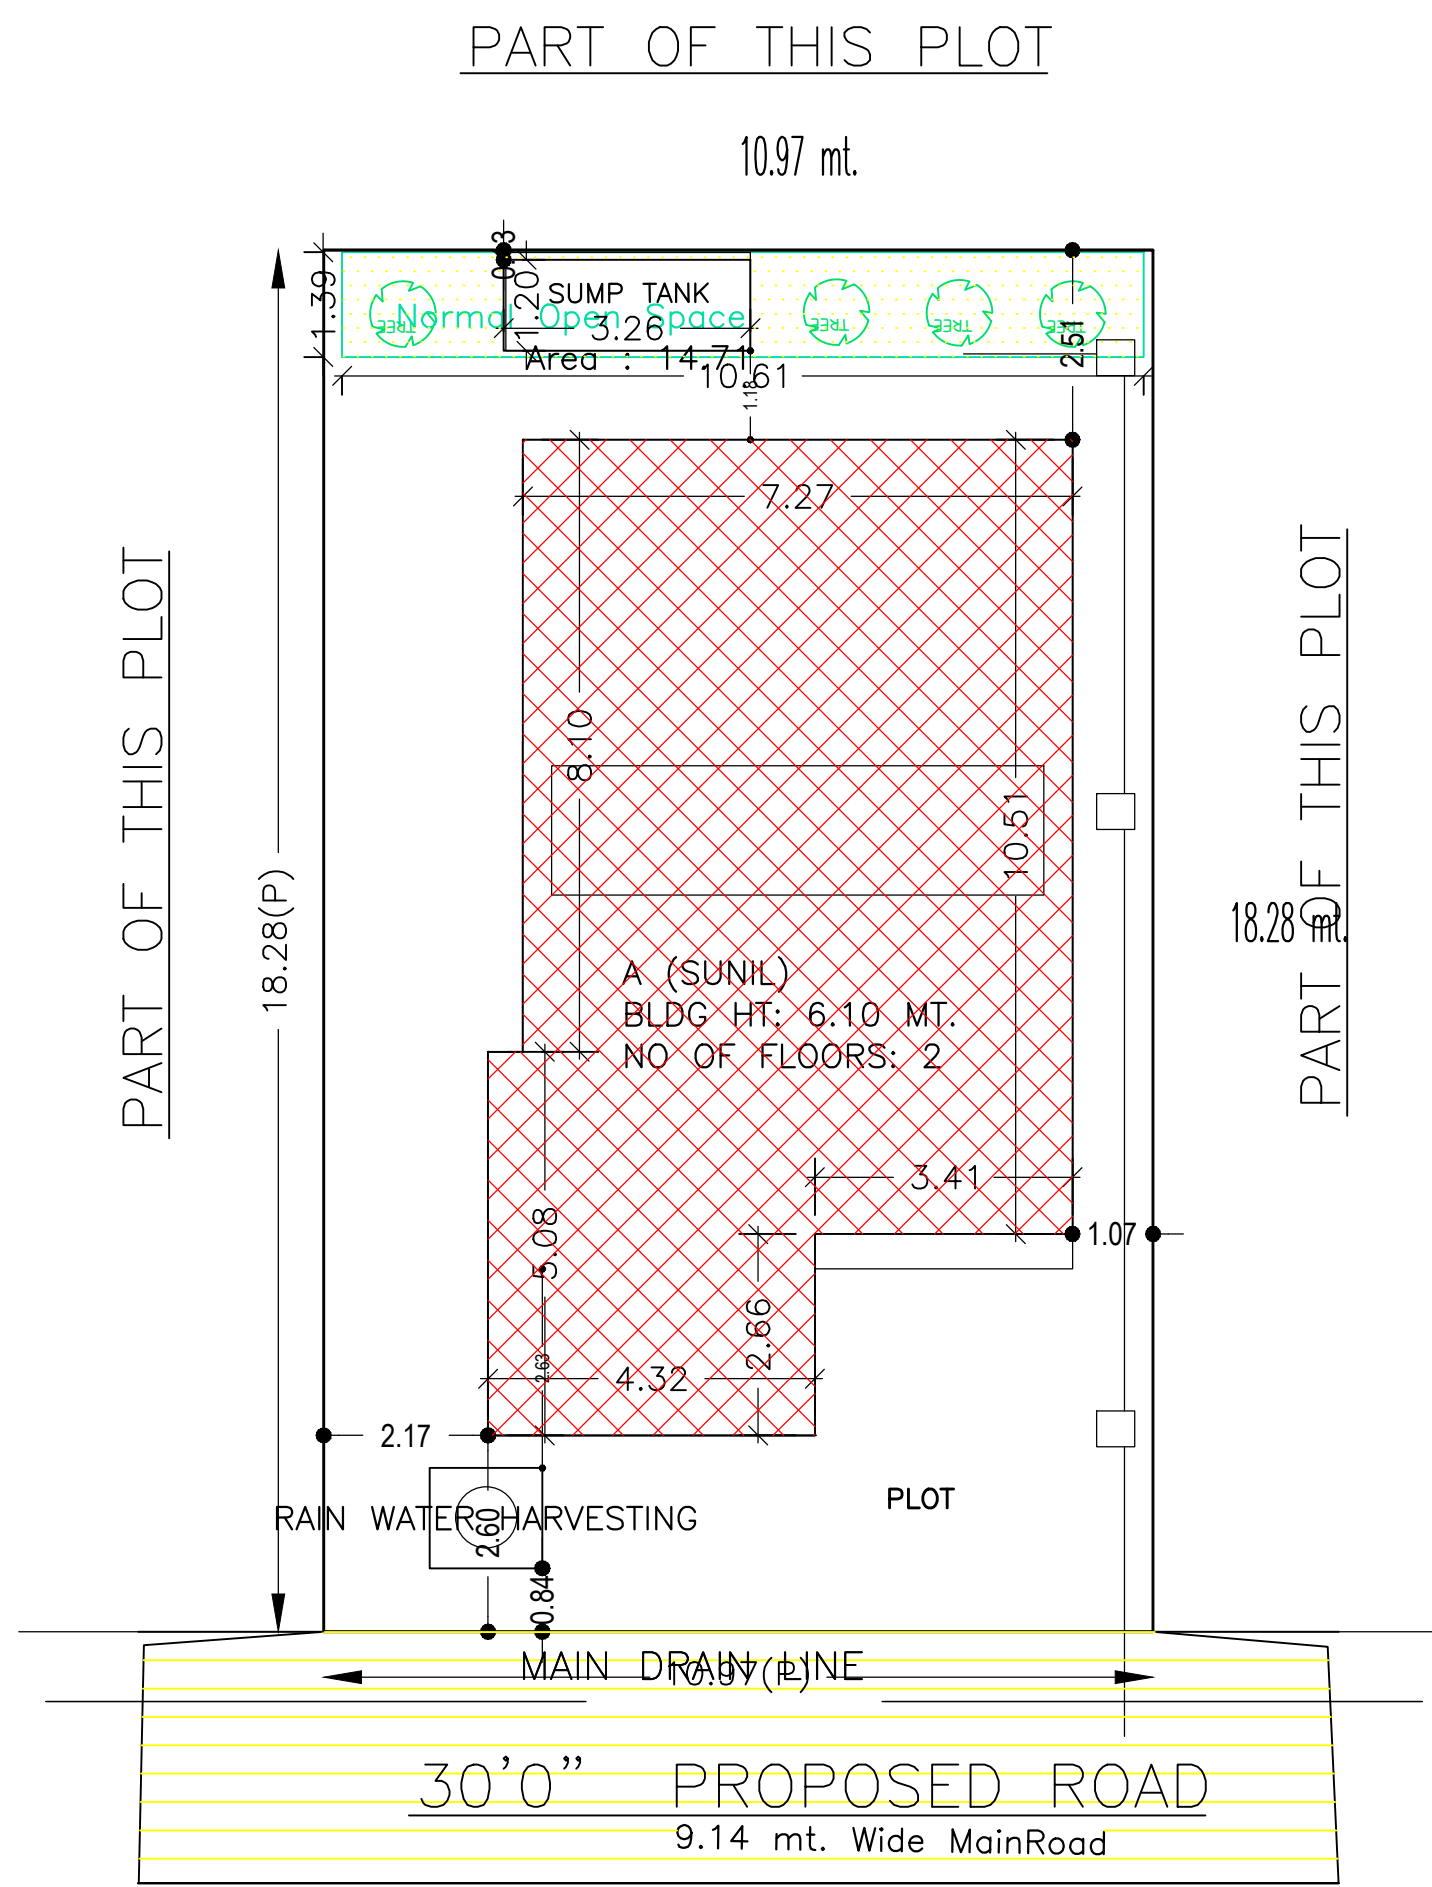 PART OF THIS PLOT
10.97 mt.
1.39
1.20
SUMP TANK
Normal Open Space
3.26
Area : 14.71
10.61
1.18
TREE
TREE
TREE
TREE
2.51
7.27
8.10
10.51
PART OF THIS PLOT
PART OF THIS PLOT
18.28(P)
18.28 mt.
A (SUNIL)
BLDG HT: 6.10 MT.
NO OF FLOORS: 2
3.41
1.07
5.08
2.66
2.63
4.32
2.17
PLOT
RAIN WATER HARVESTING
2.60
0.84
MAIN DRAIN LINE
10.97(P)
30'0" PROPOSED ROAD
9.14 mt. Wide MainRoad